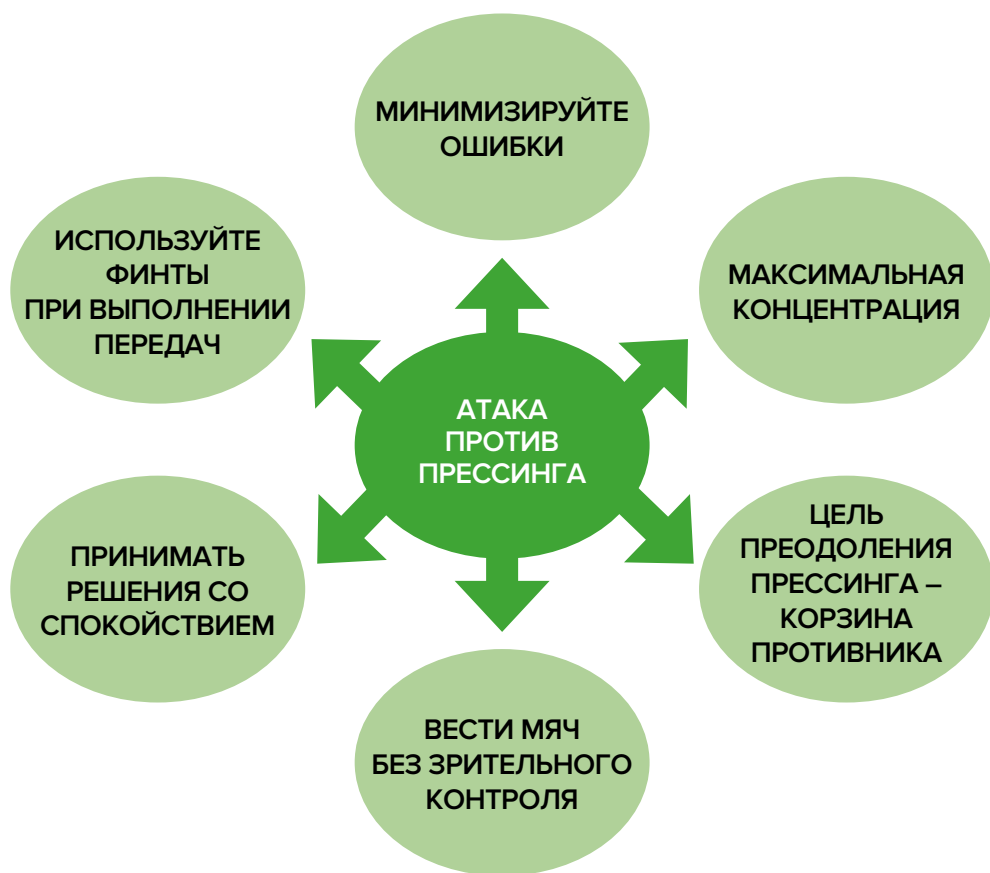 МИНИМИЗИРУЙТЕ
ОШИБКИ
ИСПОЛЬЗУЙТЕ
ФИНТЫ
ПРИ ВЫПОЛНЕНИИ
ПЕРЕДАЧ
МАКСИМАЛЬНАЯ
КОНЦЕНТРАЦИЯ
АТАКА
ПРОТИВ
ПРЕССИНГА
ПРИНИМАТЬ
РЕШЕНИЯ СО
СПОКОЙСТВИЕМ
ЦЕЛЬ
ПРЕОДОЛЕНИЯ
ПРЕССИНГА –
КОРЗИНА
ПРОТИВНИКА
ВЕСТИ МЯЧ
БЕЗ ЗРИТЕЛЬНОГО
КОНТРОЛЯ